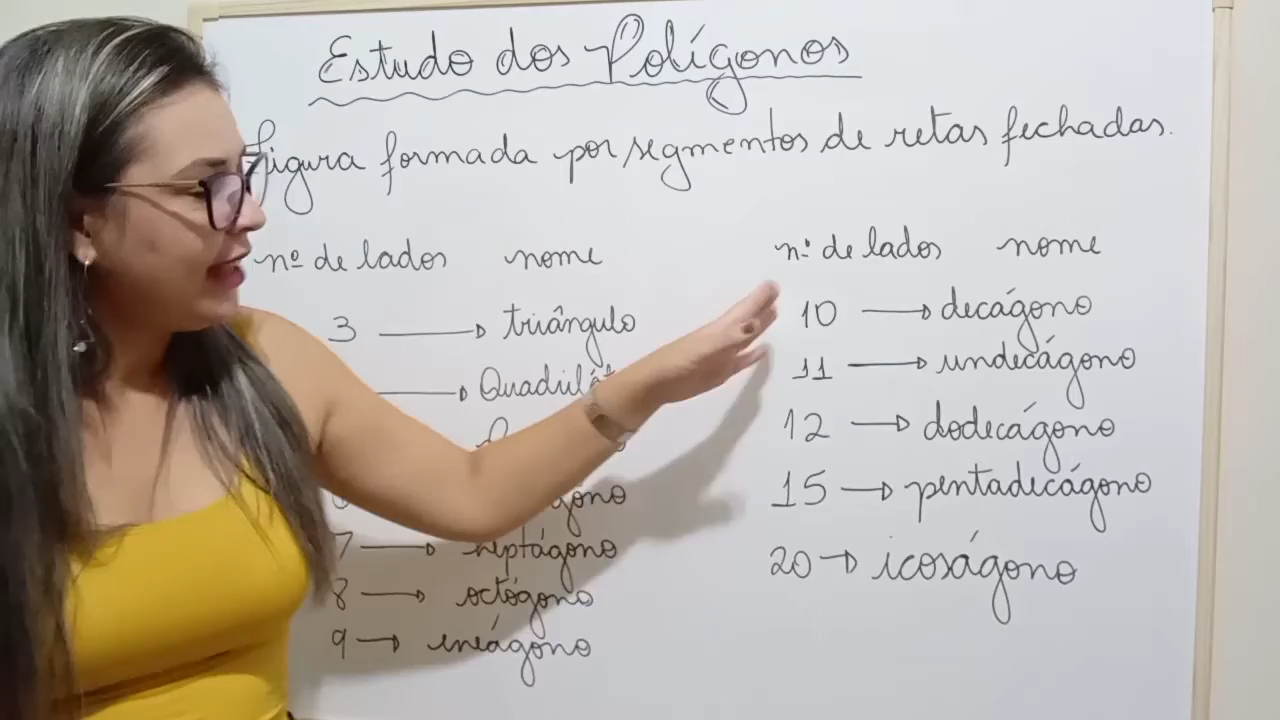 Estudo dos Polígonos
Figura formada por segmentos de retas fechadas.
nº de lados nome
3 triângulo
7 heptágono
8 octógono
9 eneágono
nº de lados nome
10 decágono
11 undecágono
12 dodecágono
15 pentadecágono
20 icoságono